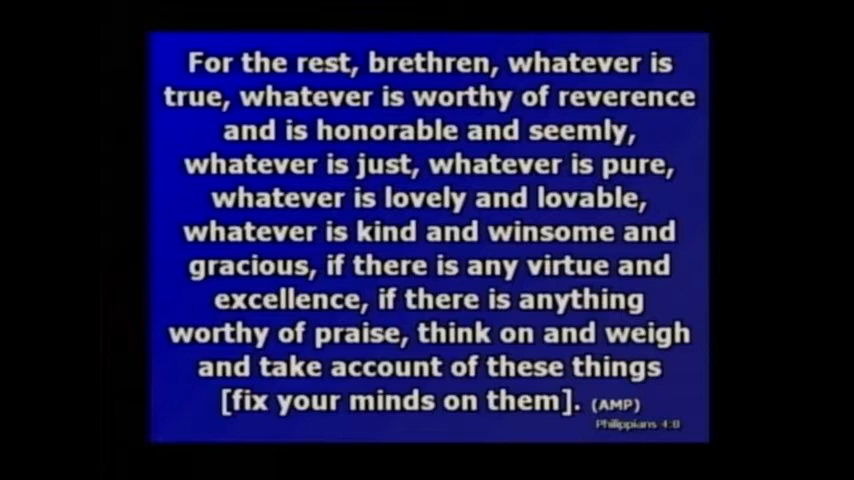 For the rest, brethren, whatever is
true, whatever is worthy of reverence
and is honorable and seemly,
whatever is just, whatever is pure,
whatever is lovely and lovable,
whatever is kind and winsome and
gracious, if there is any virtue and
excellence, if there is anything
worthy of praise, think on and weigh
and take account of these things
[fix your minds on them]. (AMP)
Philippians 4:8